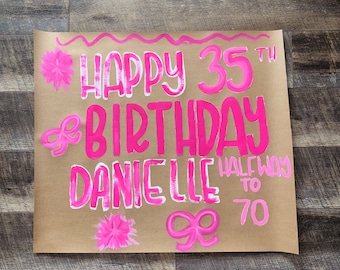 HAPPY 35TH
BIRTHDAY
DANIELLE
HALFWAY
TO
70